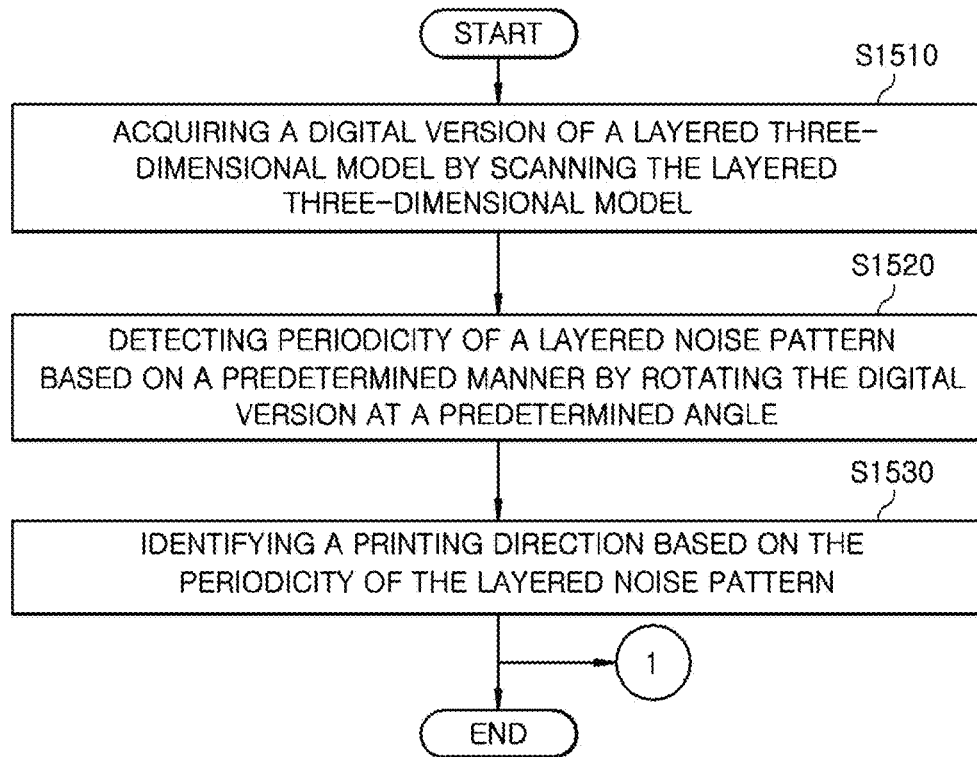 START
S1510
ACQUIRING A DIGITAL VERSION OF A LAYERED THREE-
DIMENSIONAL MODEL BY SCANNING THE LAYERED
THREE-DIMENSIONAL MODEL
S1520
DETECTING PERIODICITY OF A LAYERED NOISE PATTERN
BASED ON A PREDETERMINED MANNER BY ROTATING THE DIGITAL
VERSION AT A PREDETERMINED ANGLE
S1530
IDENTIFYING A PRINTING DIRECTION BASED ON THE
PERIODICITY OF THE LAYERED NOISE PATTERN
1
END